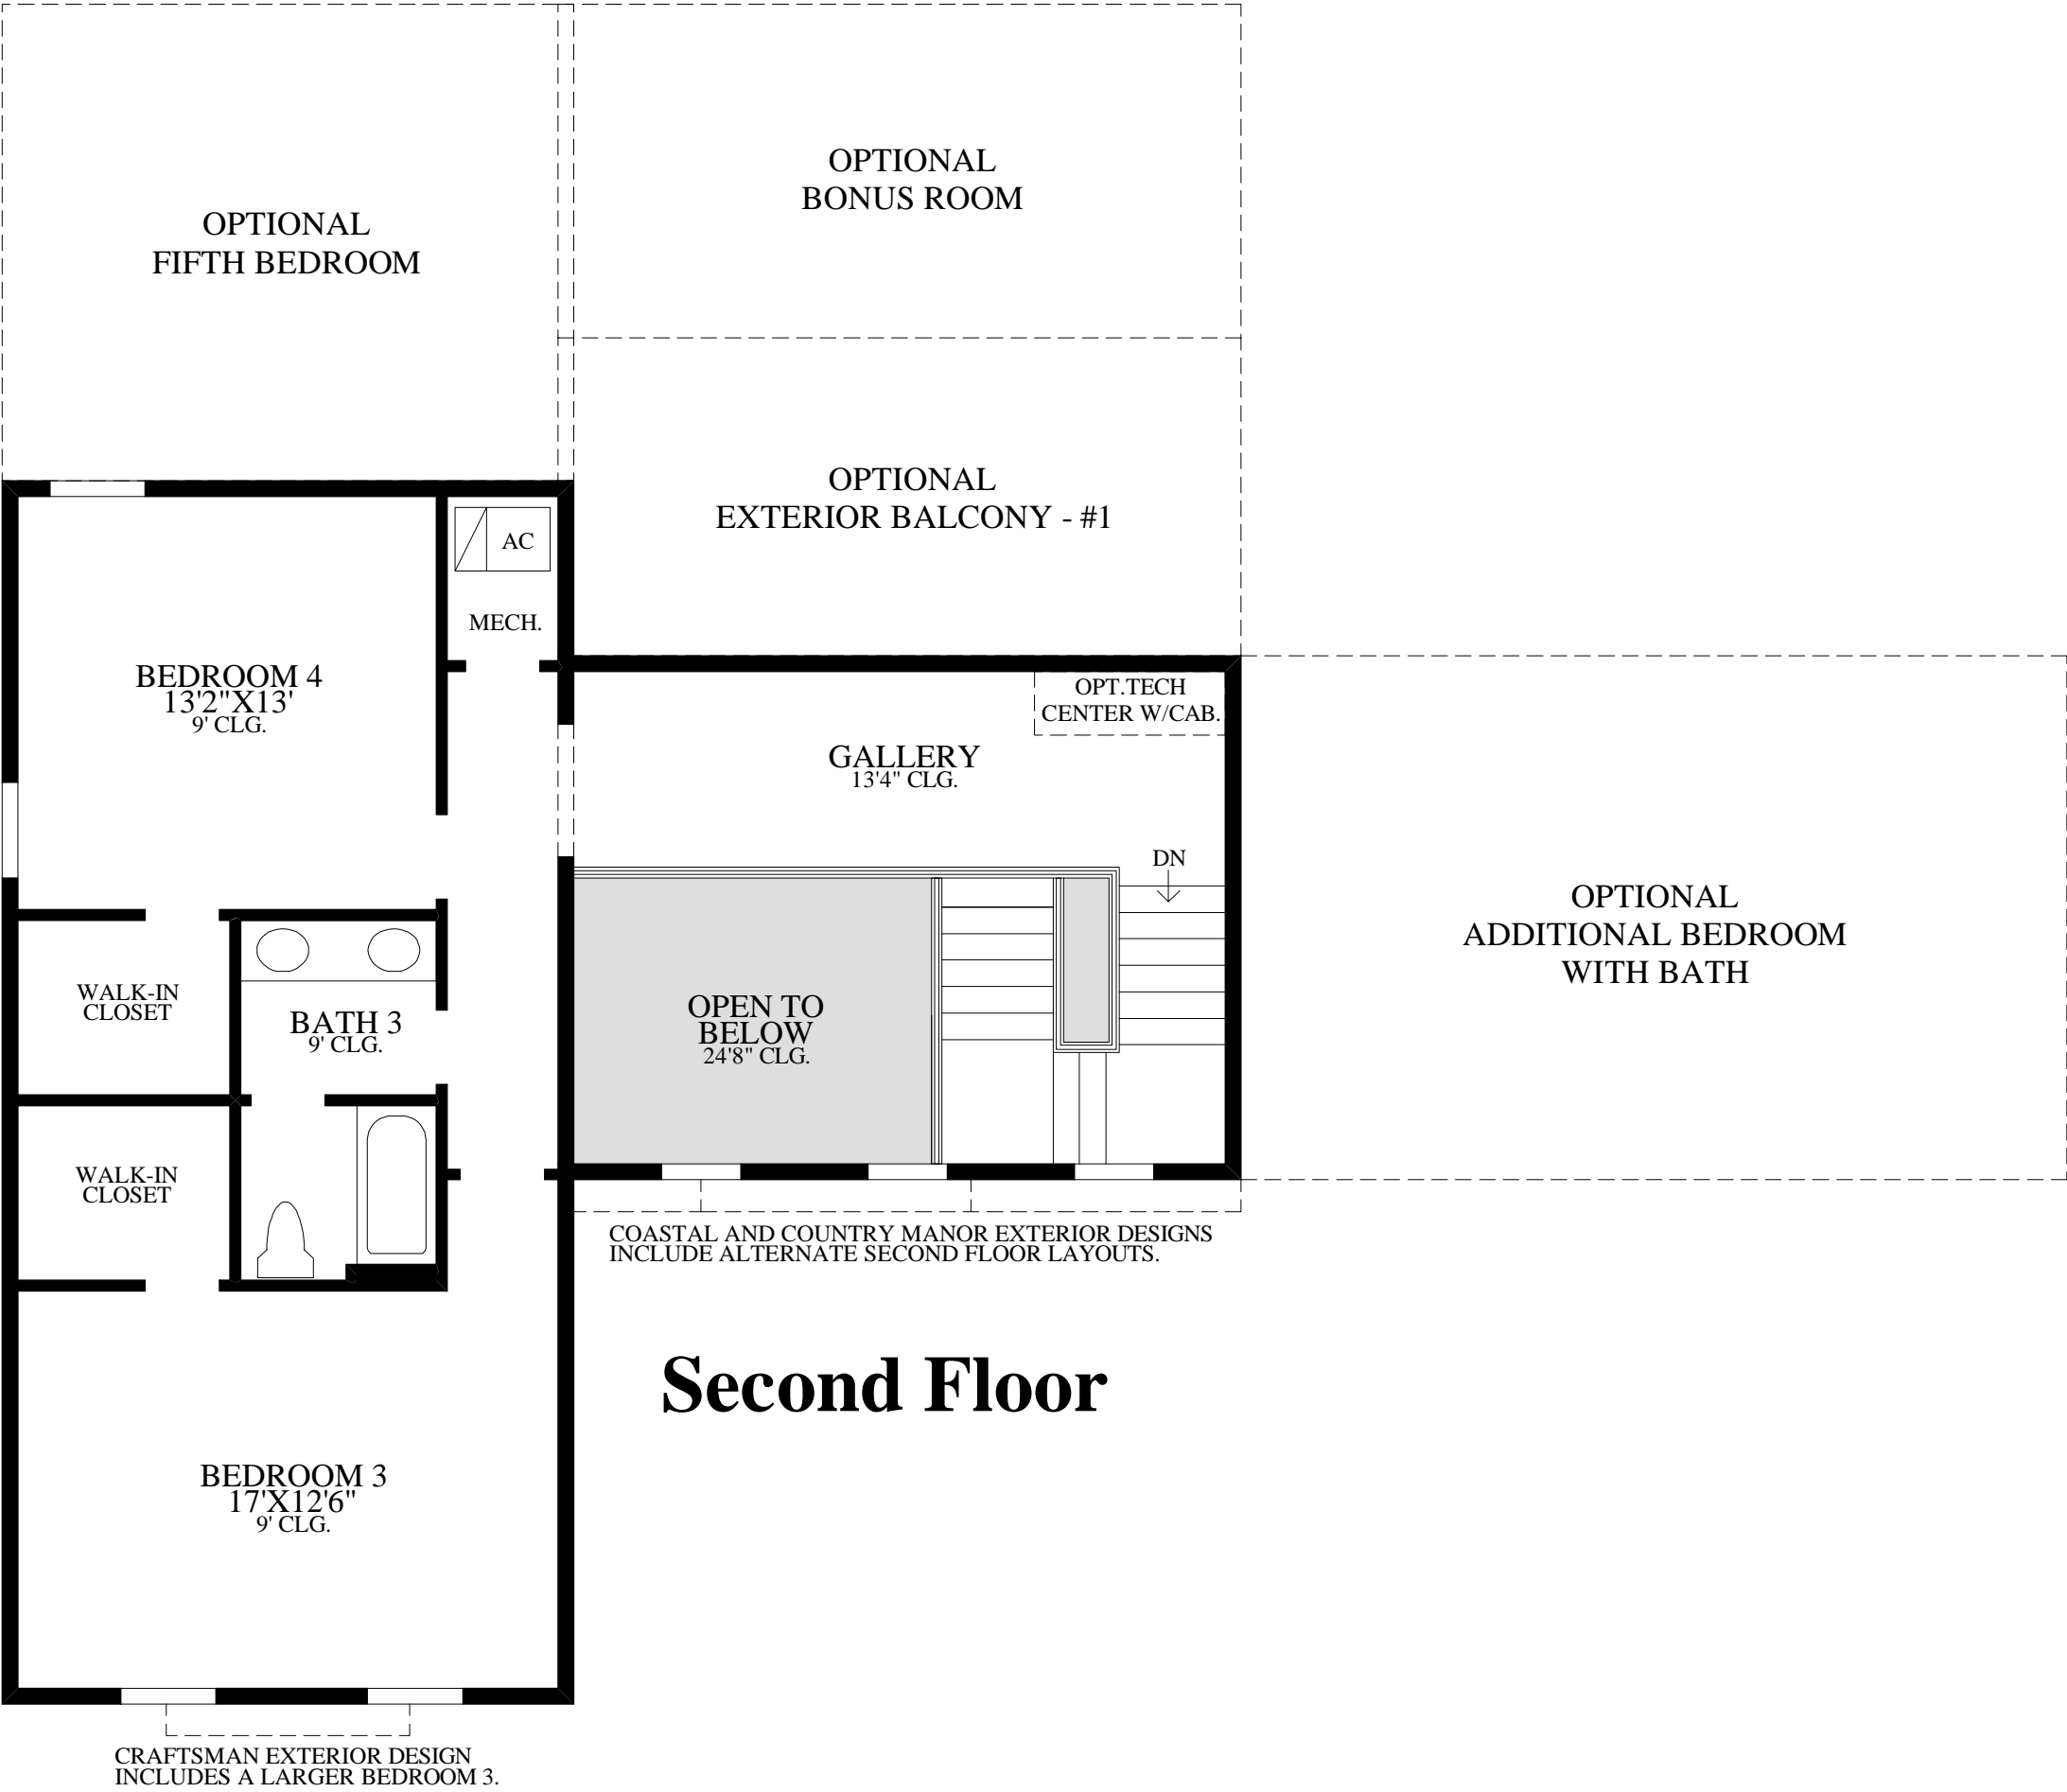 OPTIONAL
BONUS ROOM
OPTIONAL
FIFTH BEDROOM
OPTIONAL
EXTERIOR BALCONY - #1
AC
MECH.
BEDROOM 4
13'2"X13'
9' CLG.
OPT.TECH
CENTER W/CAB.
GALLERY
13'4" CLG.
DN
OPTIONAL
ADDITIONAL BEDROOM
WITH BATH
WALK-IN
CLOSET
BATH 3
9' CLG.
OPEN TO
BELOW
24'8" CLG.
WALK-IN
CLOSET
COASTAL AND COUNTRY MANOR EXTERIOR DESIGNS
INCLUDE ALTERNATE SECOND FLOOR LAYOUTS.
Second Floor
BEDROOM 3
17'X12'6"
9' CLG.
CRAFTSMAN EXTERIOR DESIGN
INCLUDES A LARGER BEDROOM 3.